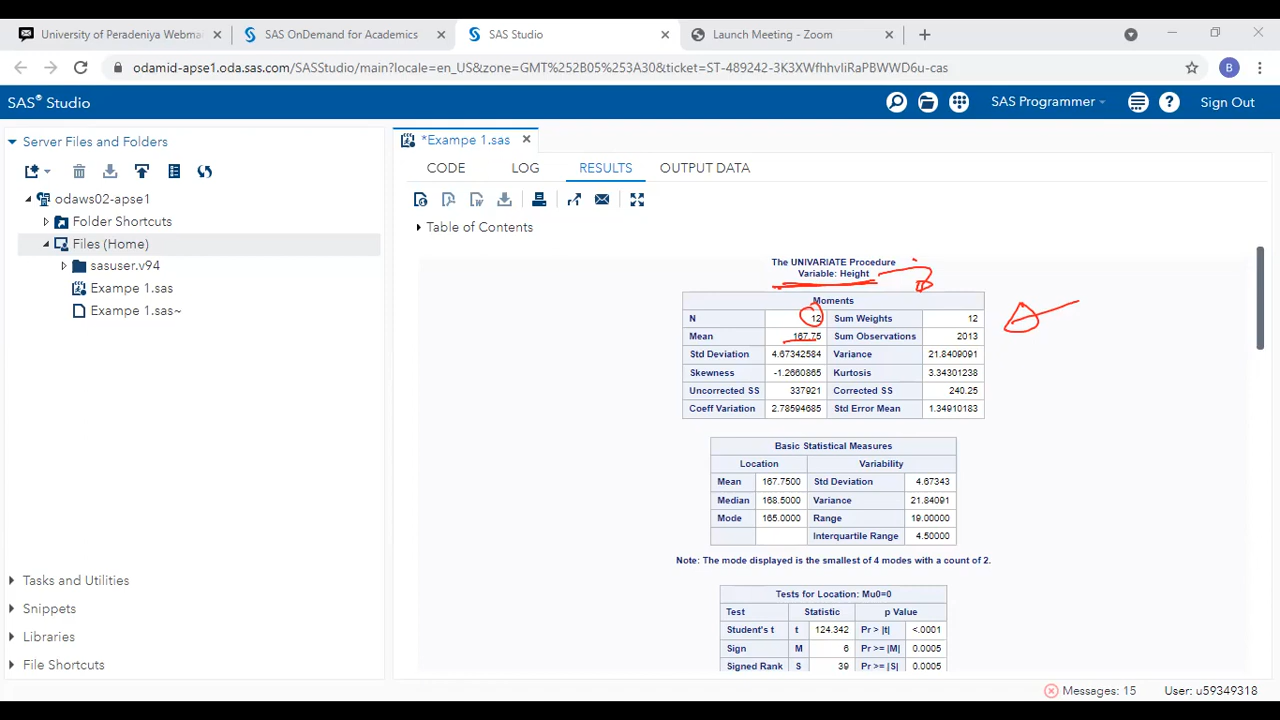 University of Peradeniya Webma
SAS OnDemand for Academics
SAS Studio
Launch Meeting - Zoom
odamid-apse1.oda.sas.com/SASStudio/main?locale=en_US&zone=GMT%252B05%253A30&ticket=ST-489242-3K3XWfhhvIiRaPBWWD6u-cas
B
SAS® Studio
SAS Programmer
Sign Out
Server Files and Folders
odaws02-apse1
Folder Shortcuts
Files (Home)
sasuser.v94
Exampe 1.sas
Exampe 1.sas~
Tasks and Utilities
Snippets
Libraries
File Shortcuts
*Exampe 1.sas
CODE LOG RESULTS OUTPUT DATA
Table of Contents
The UNIVARIATE Procedure
Variable: Height
Moments
N 12 Sum Weights 12
Mean 167.75 Sum Observations 2013
Std Deviation 4.67342584 Variance 21.8409091
Skewness -1.2660865 Kurtosis 3.34301238
Uncorrected SS 337921 Corrected SS 240.25
Coeff Variation 2.78594685 Std Error Mean 1.34910183
Basic Statistical Measures
Location Variability
Mean 167.7500 Std Deviation 4.67343
Median 168.5000 Variance 21.84091
Mode 165.0000 Range 19.00000
Interquartile Range 4.50000
Note: The mode displayed is the smallest of 4 modes with a count of 2.
Tests for Location: Mu0=0
Test Statistic p Value
Student's t t 124.342 Pr > |t| <.0001
Sign M 6 Pr >= |M| 0.0005
Signed Rank S 39 Pr >= |S| 0.0005
Messages: 15 User: u59349318